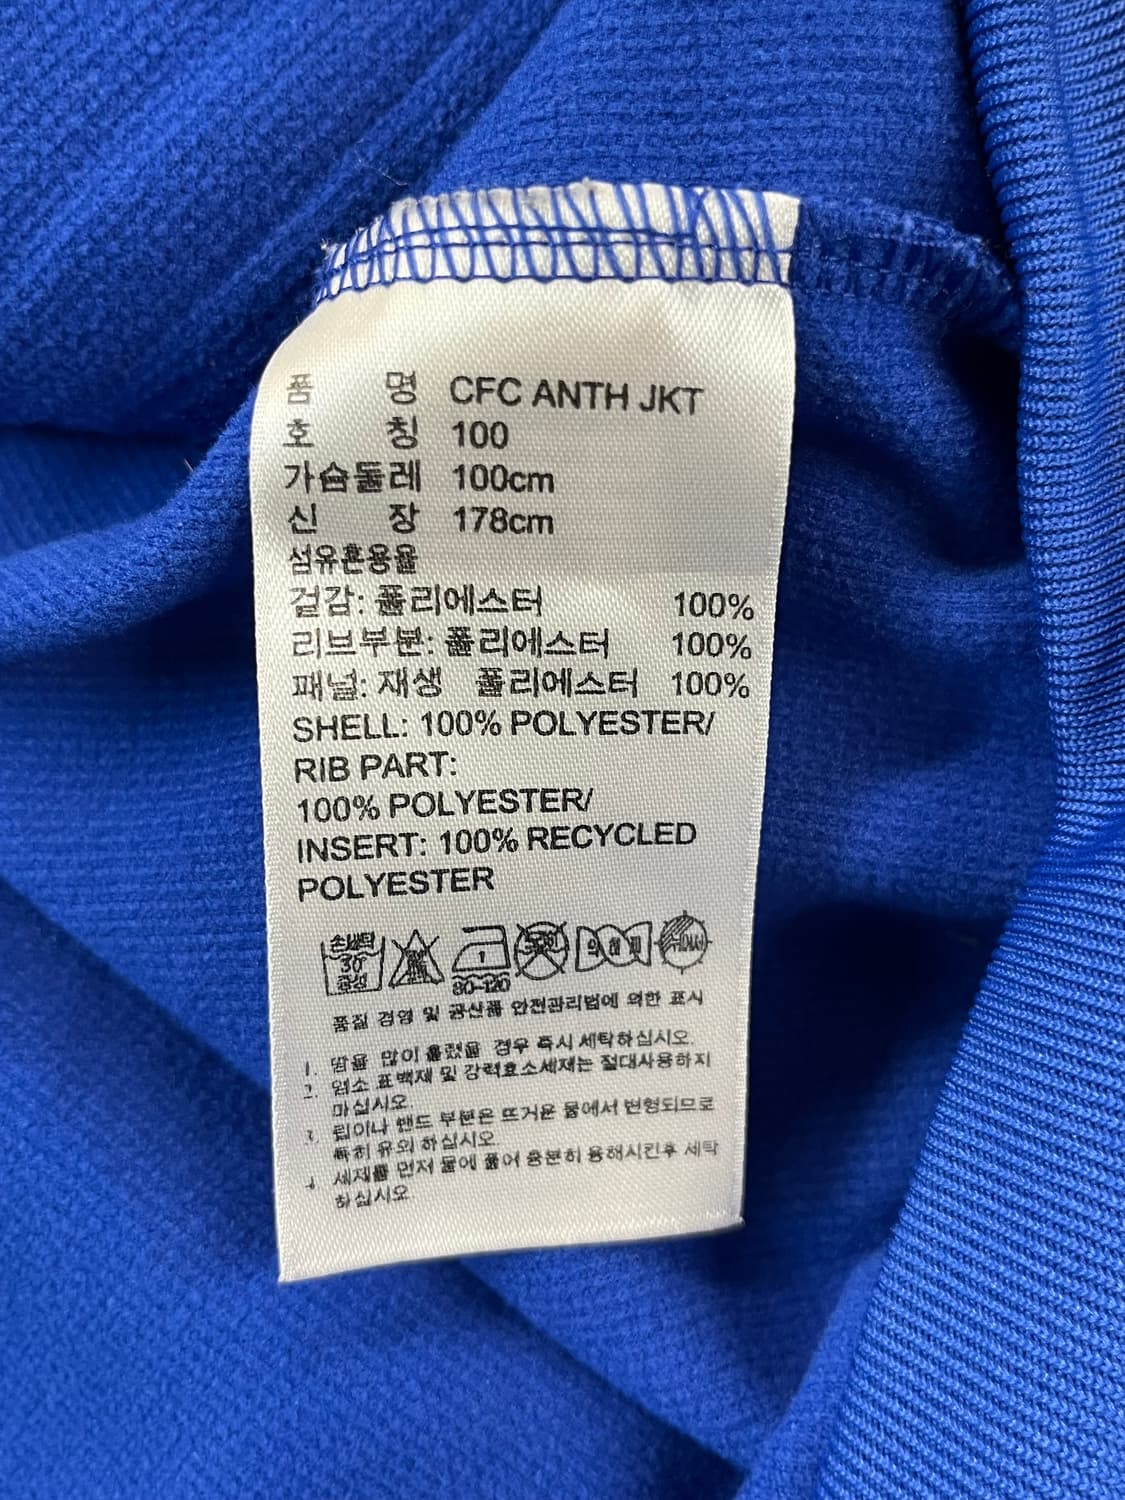 품 명 CFC ANTH JKT
호 칭 100
가슴둘레 100cm
신 장 178cm
섬유혼용율
겉감: 폴리에스터 100%
리브부분: 폴리에스터 100%
패널: 재생 폴리에스터 100%
SHELL: 100% POLYESTER/
RIB PART:
100% POLYESTER/
INSERT: 100% RECYCLED
POLYESTER
손세탁
30°
중성
1
80-120
품질 경영 및 공산품 안전관리법에 의한 표시
1. 땀을 많이 흘렸을 경우 즉시 세탁하십시오.
2. 염소 표백제 및 강력효소세재는 절대사용하지
마십시오
3. 립이나 밴드 부분은 뜨거운 물에서 변형되므로
특히 유의 하십시오
4 세재를 먼저 물에 풀어 충분히 용해시킨후 세탁
하십시오